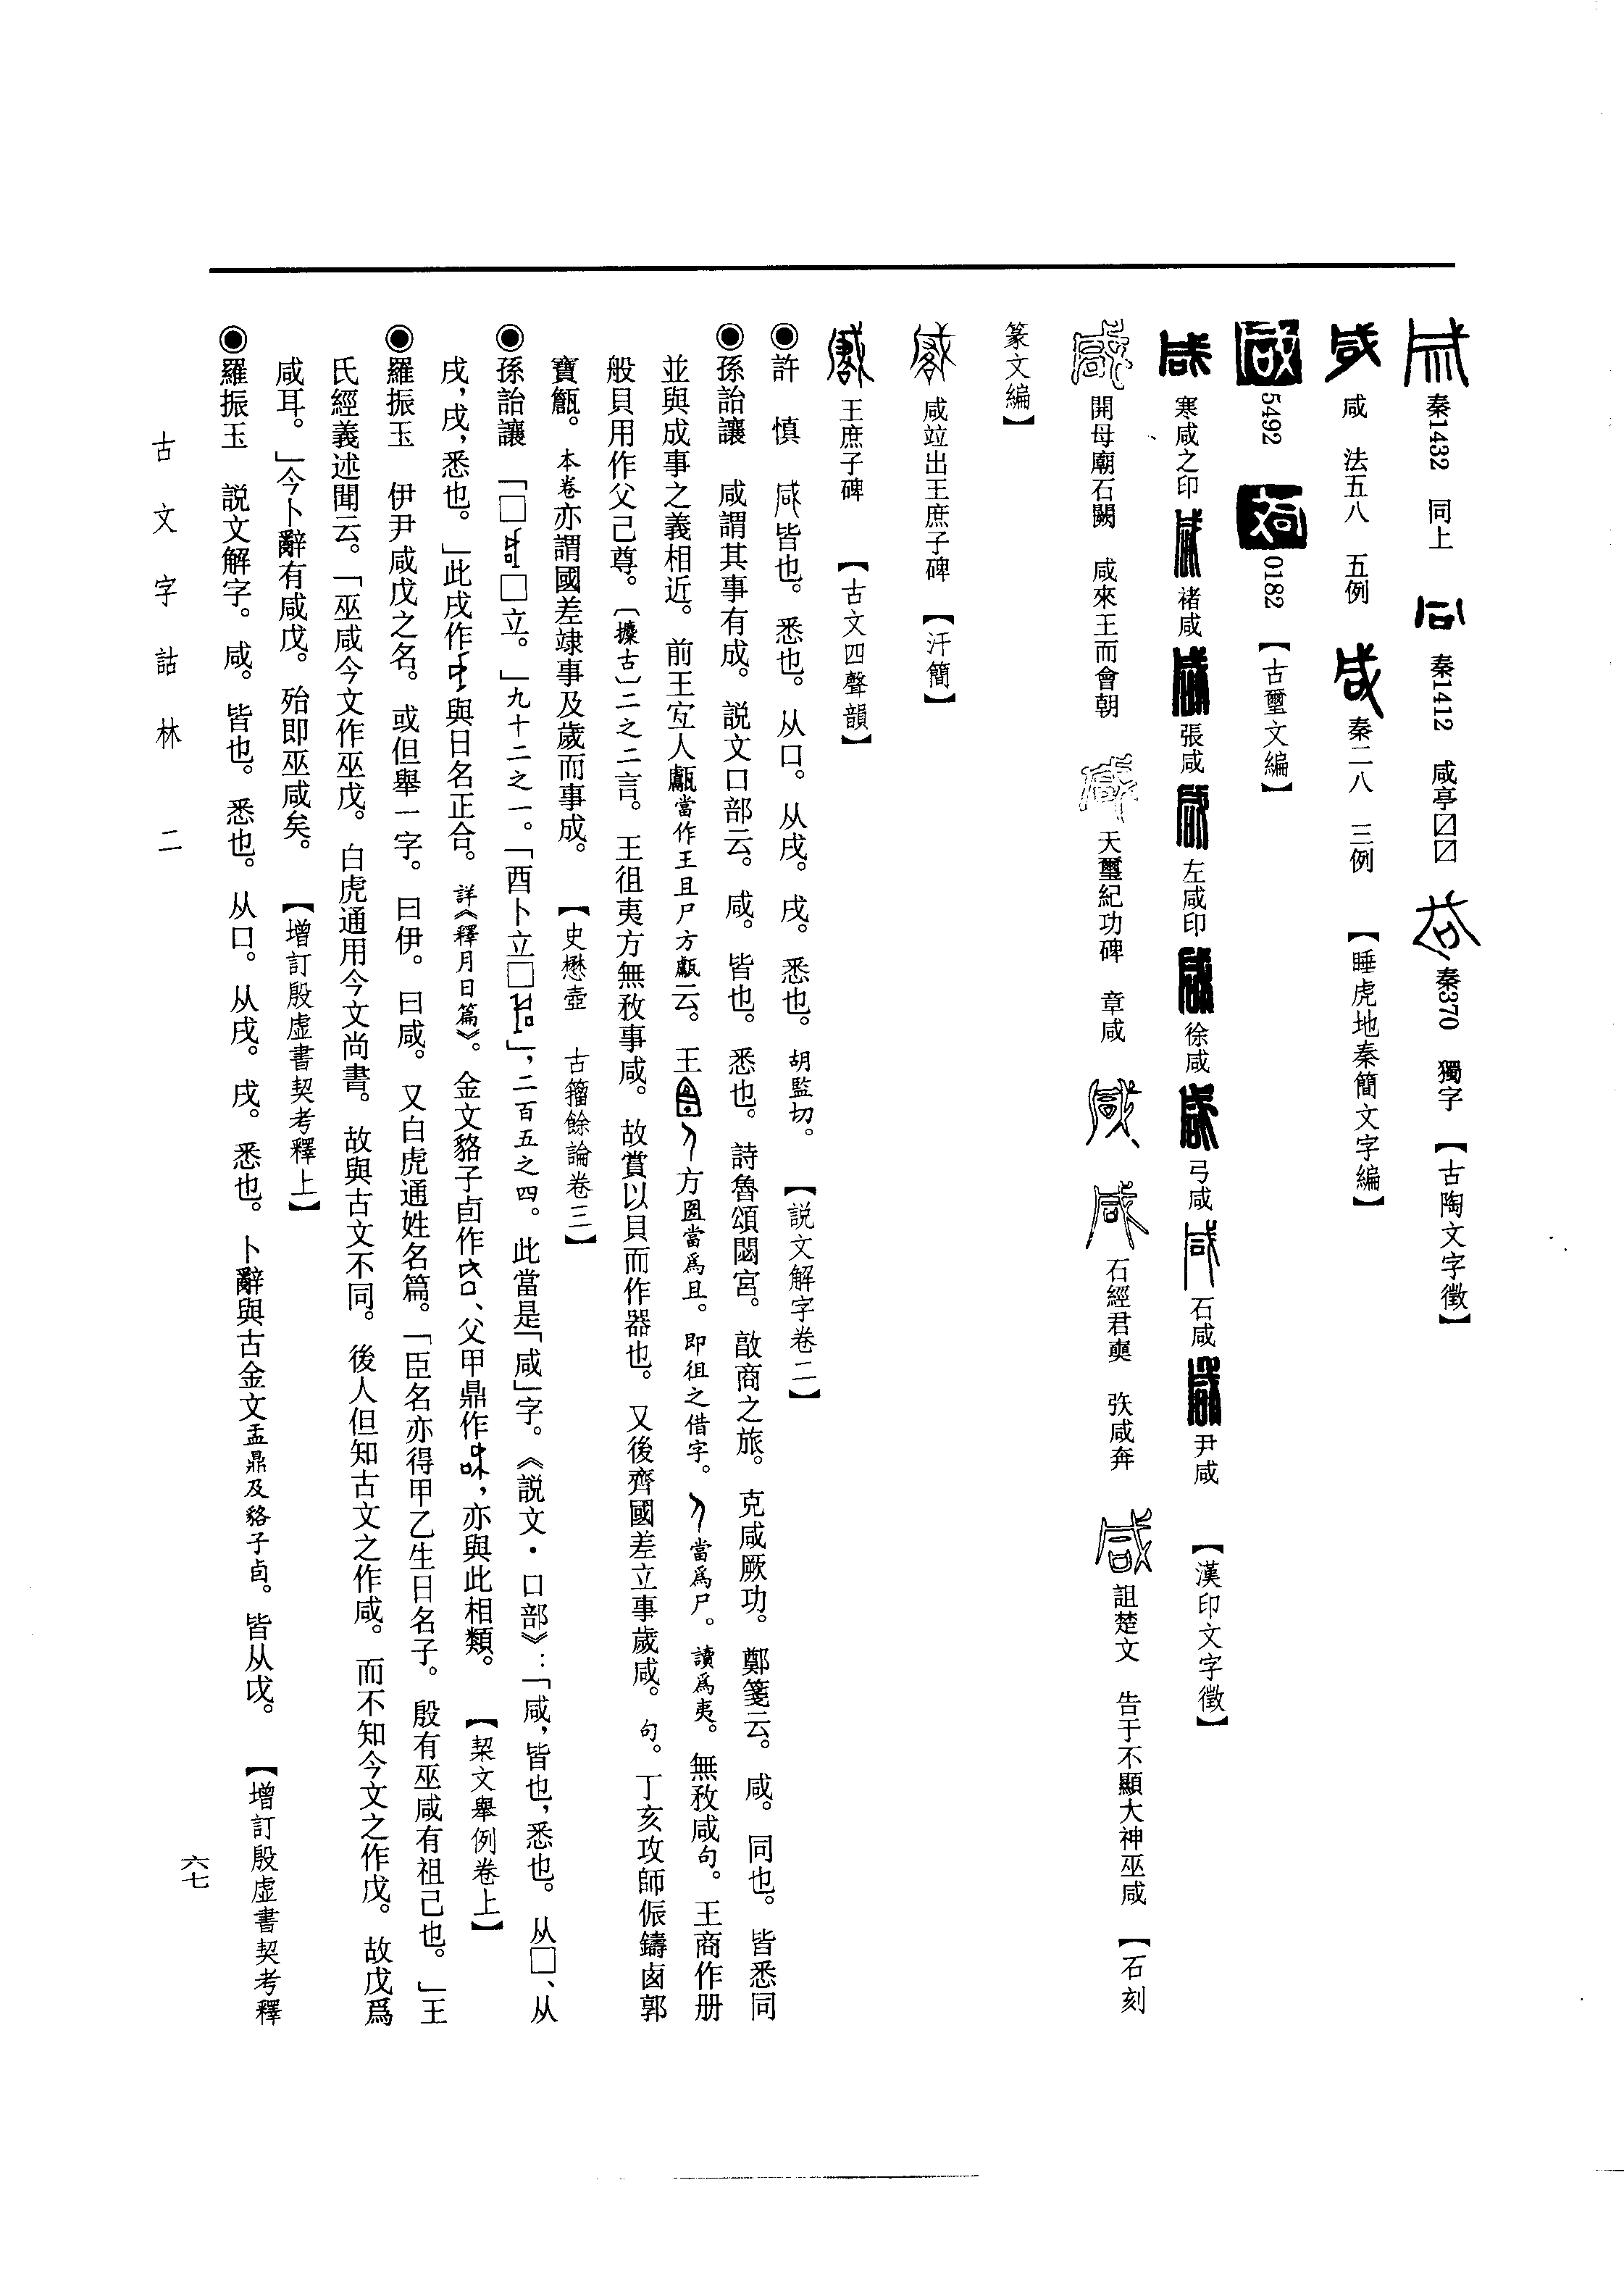 秦1432　同上　秦1412　咸亭〼〼　秦370　獨字　【古陶文字徵】
咸　法五八　五例　秦二八　三例　【睡虎地秦簡文字編】
5492　0182　【古璽文編】
寒咸之印　褚咸　張咸　左咸印　徐咸　弓咸　石咸　尹咸　【漢印文字徵】
開母廟石闕　咸來王而會朝　天璽紀功碑　章咸　石經君奭　咸奔　詛楚文　告于不顯大神巫咸　【石刻
篆文編】
咸竝出王庶子碑　【汗簡】
王庶子碑　【古文四聲韻】
◉許　慎　咸皆也。悉也。从口。从戌。戌。悉也。胡監切。　【説文解字卷二】
◉孫詒讓　咸謂其事有成。説文口部云。咸。皆也。悉也。詩魯頌閟宮。敦商之旅。克咸厥功。鄭箋云。咸。同也。皆悉同
並與成事之義相近。前王宜人甗當作王且尸方甗云。王方圂當爲且。即徂之借字。當爲尸。讀爲夷。無敄咸句。王商作册
般貝用作父己尊。〔攈古〕二之二言。王徂夷方無敄事咸。故賞以貝而作器也。又後齊國差立事歲咸。句。丁亥攻師侲鑄鹵郭
寶甔。本卷亦謂國差竦事及歲而事成。　【史懋壺　古籀餘論卷三】
◉孫詒讓　「□□立。」九十二之一。「酉卜立□」，二百五之四。此當是「咸」字。《説文·口部》：「咸，皆也，悉也。从□、从
戌，戌，悉也。」此戌作與日名正合。詳《釋月日篇》。金文貉子卣作、父甲鼎作，亦與此相類。　【栔文舉例卷上】
◉羅振玉　伊尹咸戊之名。或但舉一字。曰伊。曰咸。又白虎通姓名篇。「臣名亦得甲乙生日名子。殷有巫咸有祖己也。」王
氏經義述聞云。「巫咸今文作巫戊。白虎通用今文尚書。故與古文不同。後人但知古文之作咸。而不知今文之作戊。故戊爲
咸耳。」今卜辭有咸戊。殆即巫咸矣。　【增訂殷虛書契考釋上】
◉羅振玉　説文解字。咸。皆也。悉也。从口。从戌。戌。悉也。卜辭與古金文盂鼎及貉子卣。皆从戉。　【增訂殷虛書契考釋
古文字詁林　二
六七